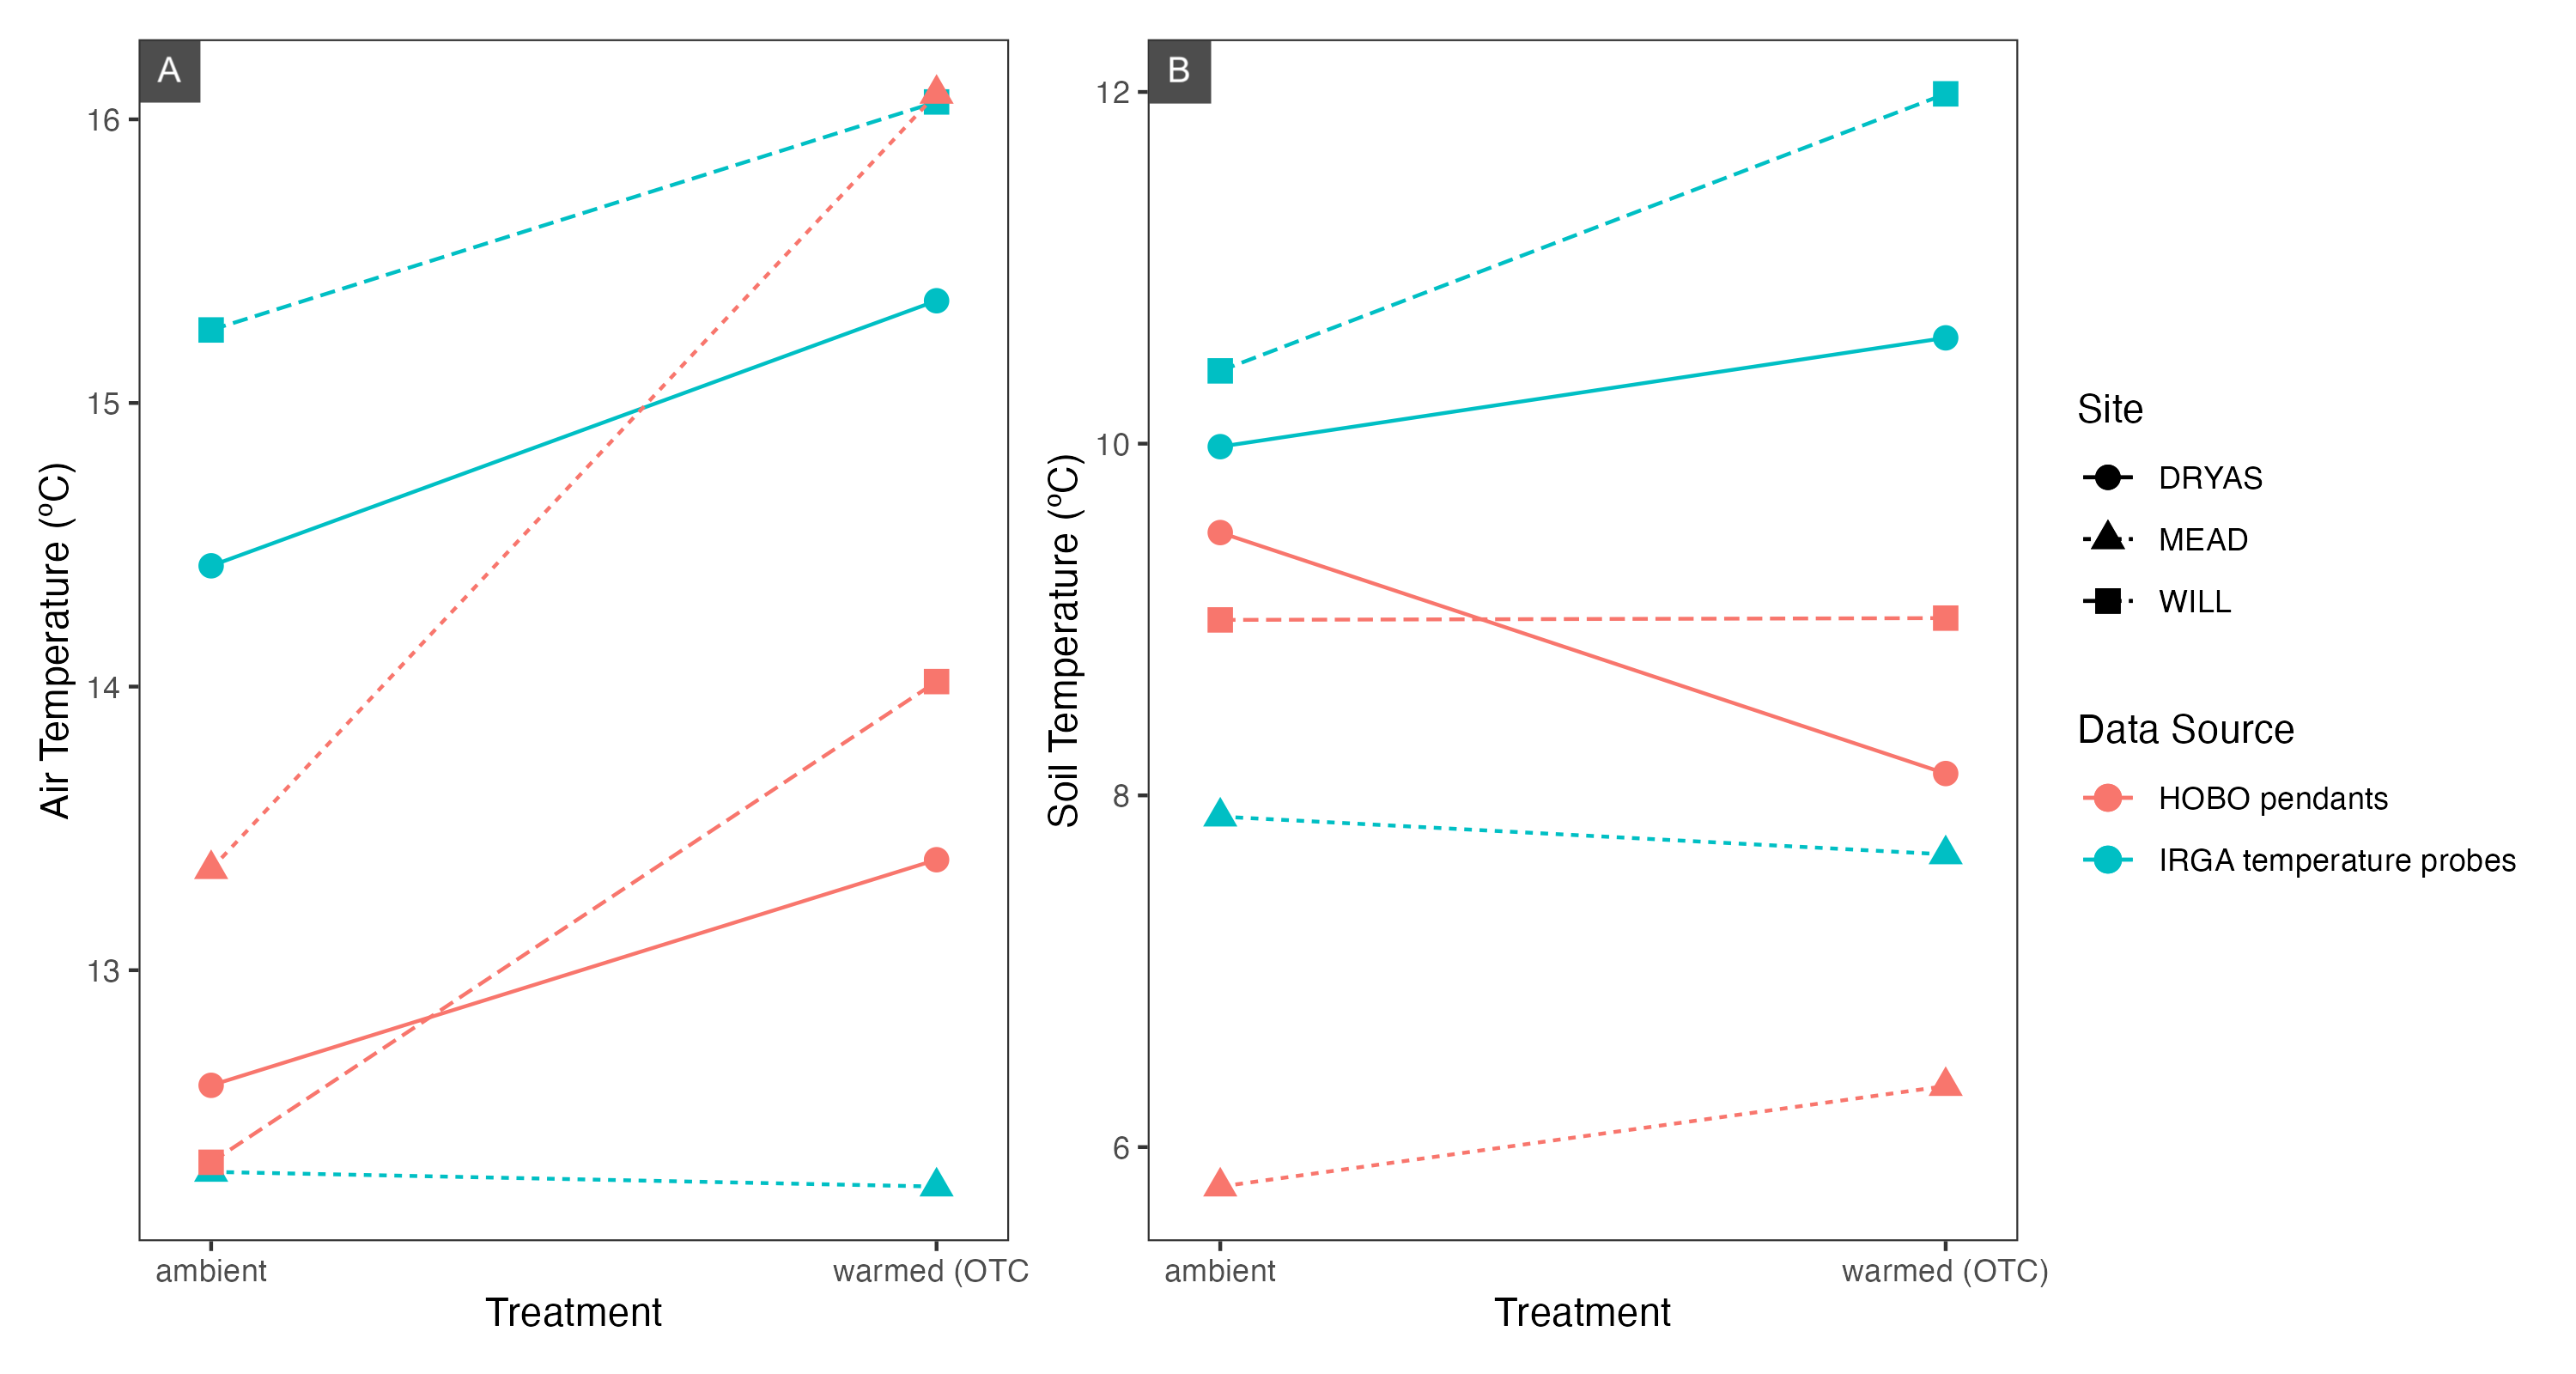 A
16
15
14
13
Air Temperature (ºC)
ambient
warmed (OTC
Treatment
B
12
10
8
6
Soil Temperature (ºC)
ambient
warmed (OTC)
Treatment
Site
DRYAS
MEAD
WILL
Data Source
HOBO pendants
IRGA temperature probes